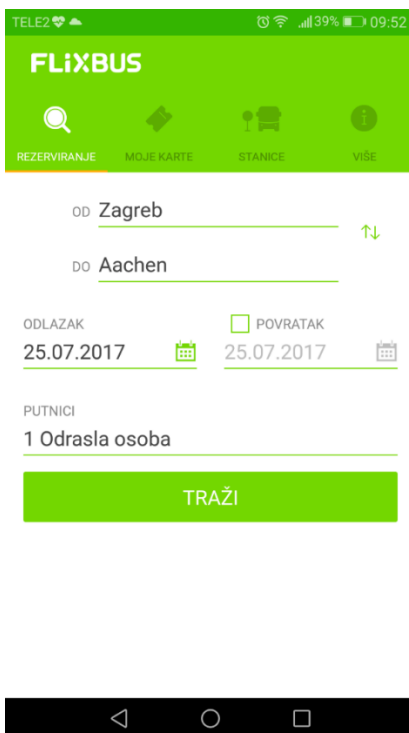 TELE2 39% 09:52
FLiXBUS
REZERVIRANJE MOJE KARTE STANICE VIŠE
OD Zagreb
DO Aachen
ODLAZAK POVRATAK
25.07.2017 25.07.2017
PUTNICI
1 Odrasla osoba
TRAŽI